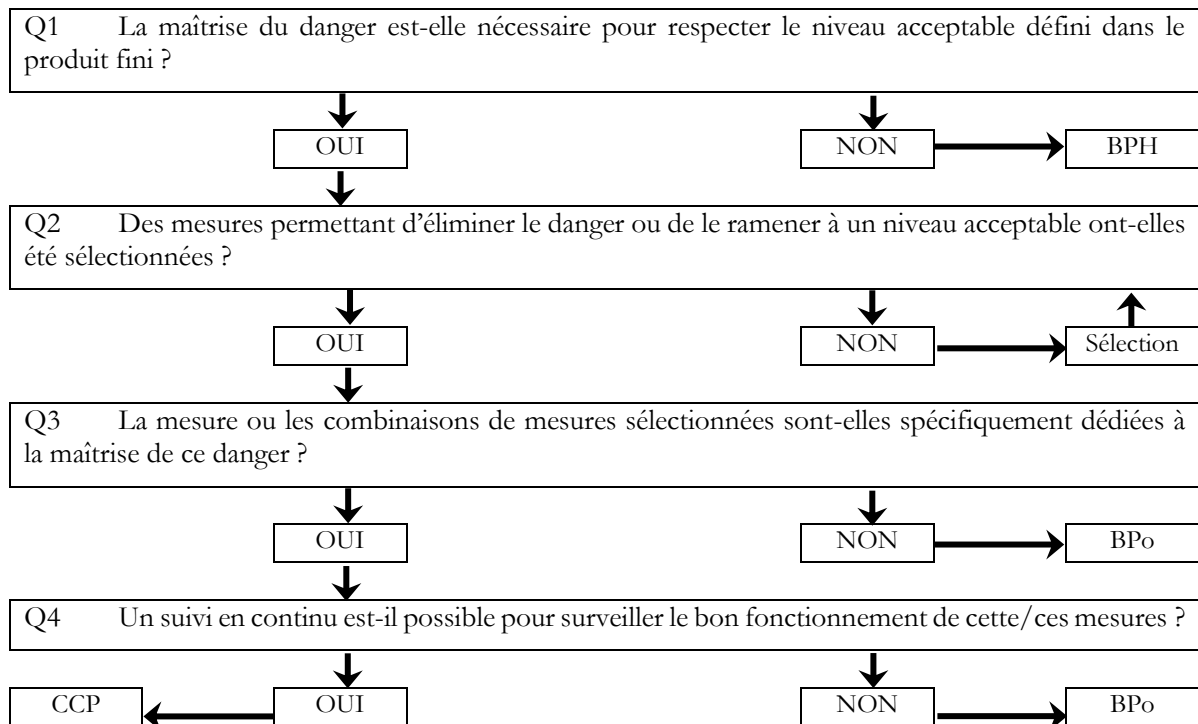 Q1 La maîtrise du danger est-elle nécessaire pour respecter le niveau acceptable défini dans le
produit fini ?
OUI NON BPH
Q2 Des mesures permettant d'éliminer le danger ou de le ramener à un niveau acceptable ont-elles
été sélectionnées ?
OUI NON Sélection
Q3 La mesure ou les combinaisons de mesures sélectionnées sont-elles spécifiquement dédiées à
la maîtrise de ce danger ?
OUI NON BPo
Q4 Un suivi en continu est-il possible pour surveiller le bon fonctionnement de cette/ces mesures ?
CCP OUI NON BPo